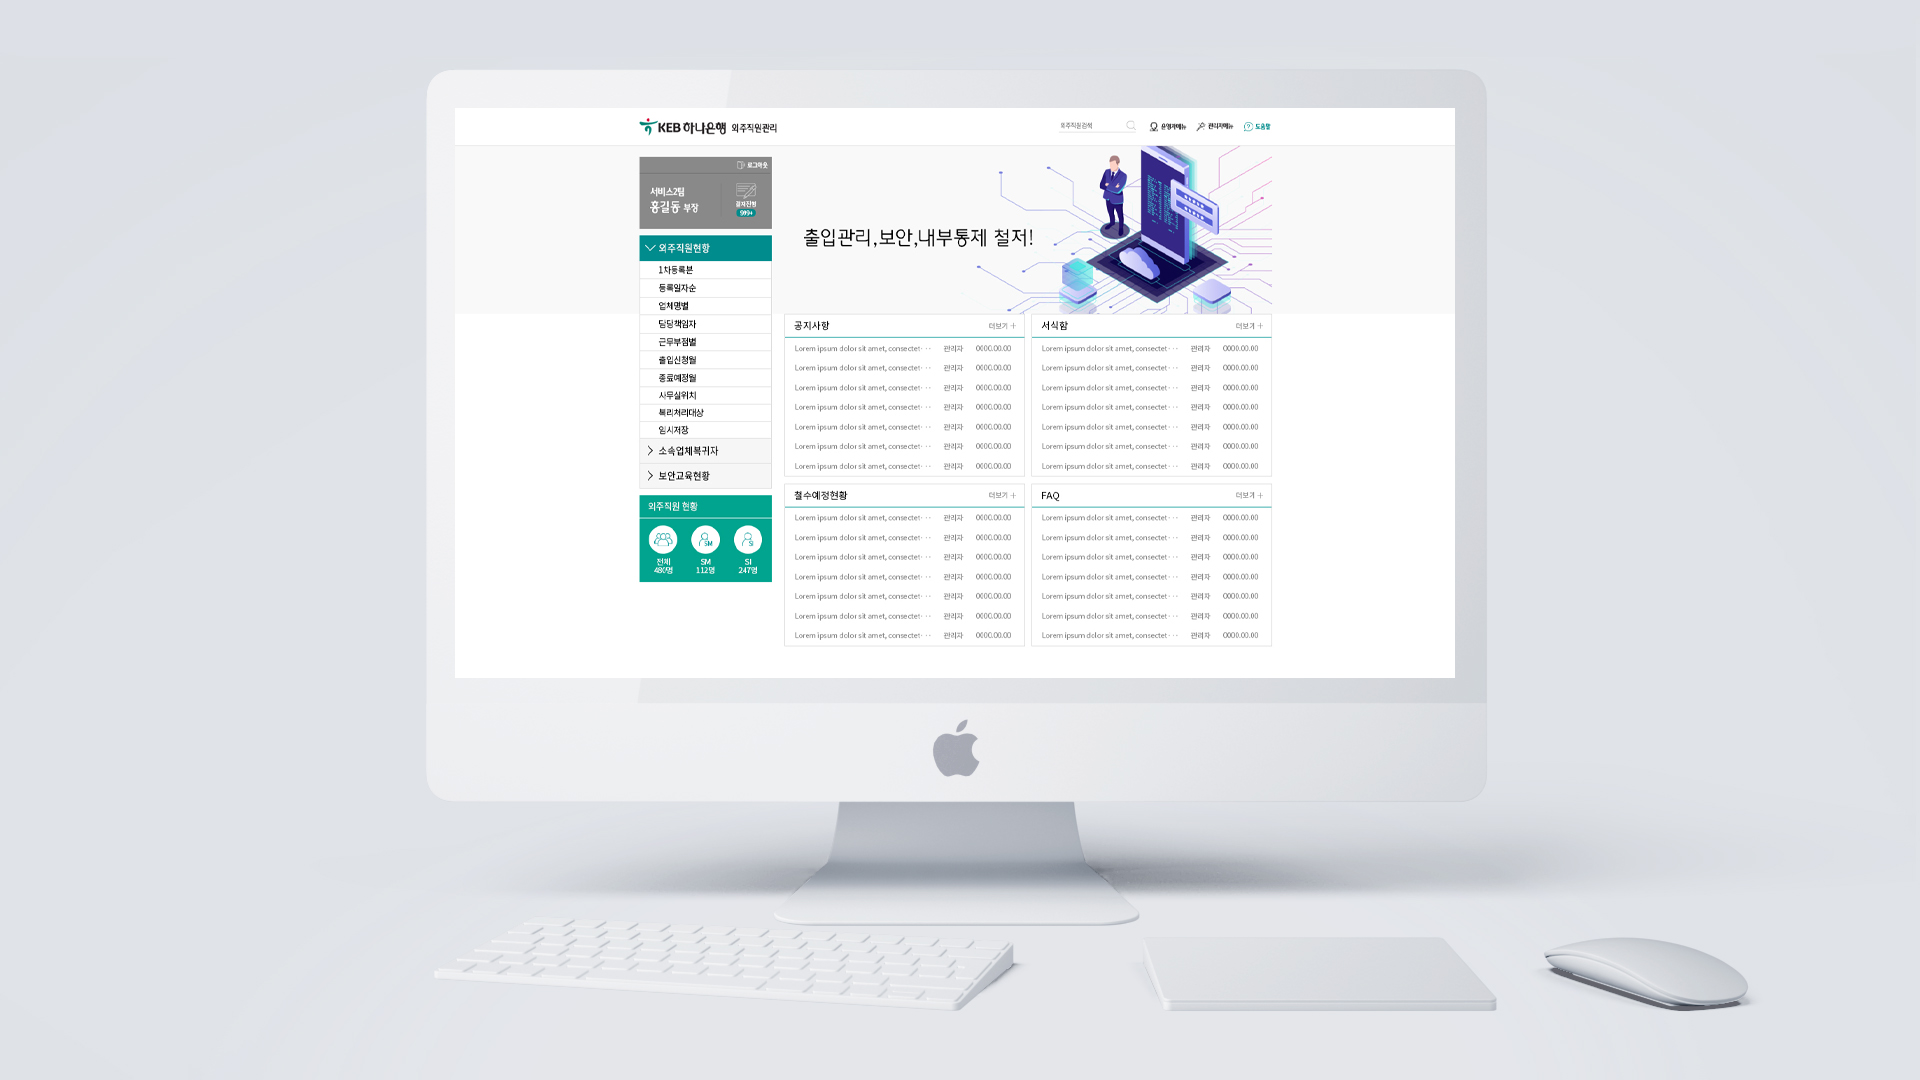 KEB 하나은행 외주직원관리
외주직원검색
운영자메뉴
관리자메뉴
도움말
로그아웃
서비스2팀
홍길동 부장
결재진행
999+
외주직원현황
1차등록분
등록일자순
업체명별
담당책임자
근무부점별
출입신청월
종료예정월
사무실위치
복리처리대상
임시저장
소속업체복귀자
보안교육현황
외주직원 현황
전체
480명
SM
SM
112명
SI
SI
247명
출입관리,보안,내부통제 철저!
공지사항 더보기 +
Lorem ipsum dolor sit amet, consectet··· 관리자 0000.00.00
Lorem ipsum dolor sit amet, consectet··· 관리자 0000.00.00
Lorem ipsum dolor sit amet, consectet··· 관리자 0000.00.00
Lorem ipsum dolor sit amet, consectet··· 관리자 0000.00.00
Lorem ipsum dolor sit amet, consectet··· 관리자 0000.00.00
Lorem ipsum dolor sit amet, consectet··· 관리자 0000.00.00
Lorem ipsum dolor sit amet, consectet··· 관리자 0000.00.00
서식함 더보기 +
Lorem ipsum dolor sit amet, consectet··· 관리자 0000.00.00
Lorem ipsum dolor sit amet, consectet··· 관리자 0000.00.00
Lorem ipsum dolor sit amet, consectet··· 관리자 0000.00.00
Lorem ipsum dolor sit amet, consectet··· 관리자 0000.00.00
Lorem ipsum dolor sit amet, consectet··· 관리자 0000.00.00
Lorem ipsum dolor sit amet, consectet··· 관리자 0000.00.00
Lorem ipsum dolor sit amet, consectet··· 관리자 0000.00.00
철수예정현황 더보기 +
Lorem ipsum dolor sit amet, consectet··· 관리자 0000.00.00
Lorem ipsum dolor sit amet, consectet··· 관리자 0000.00.00
Lorem ipsum dolor sit amet, consectet··· 관리자 0000.00.00
Lorem ipsum dolor sit amet, consectet··· 관리자 0000.00.00
Lorem ipsum dolor sit amet, consectet··· 관리자 0000.00.00
Lorem ipsum dolor sit amet, consectet··· 관리자 0000.00.00
Lorem ipsum dolor sit amet, consectet··· 관리자 0000.00.00
FAQ 더보기 +
Lorem ipsum dolor sit amet, consectet··· 관리자 0000.00.00
Lorem ipsum dolor sit amet, consectet··· 관리자 0000.00.00
Lorem ipsum dolor sit amet, consectet··· 관리자 0000.00.00
Lorem ipsum dolor sit amet, consectet··· 관리자 0000.00.00
Lorem ipsum dolor sit amet, consectet··· 관리자 0000.00.00
Lorem ipsum dolor sit amet, consectet··· 관리자 0000.00.00
Lorem ipsum dolor sit amet, consectet··· 관리자 0000.00.00